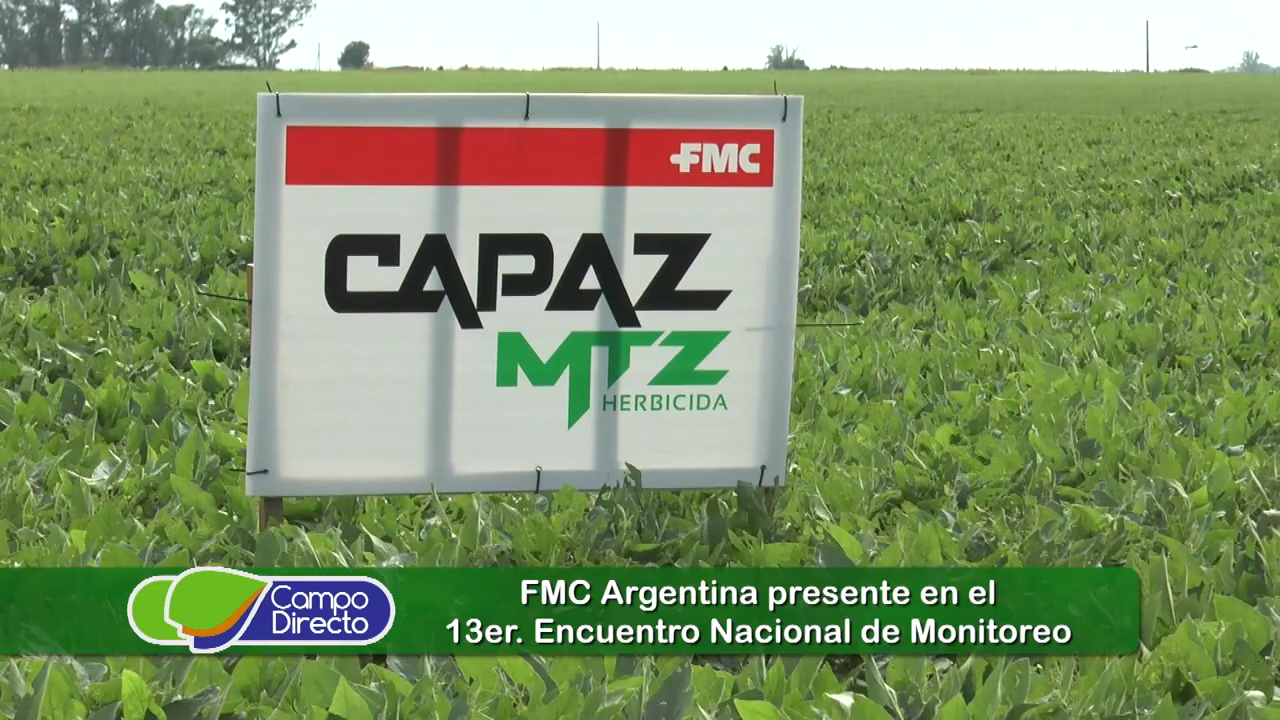 FMC
CAPAZ
MTZ
HERBICIDA
Campo
Directo
FMC Argentina presente en el
13er. Encuentro Nacional de Monitoreo